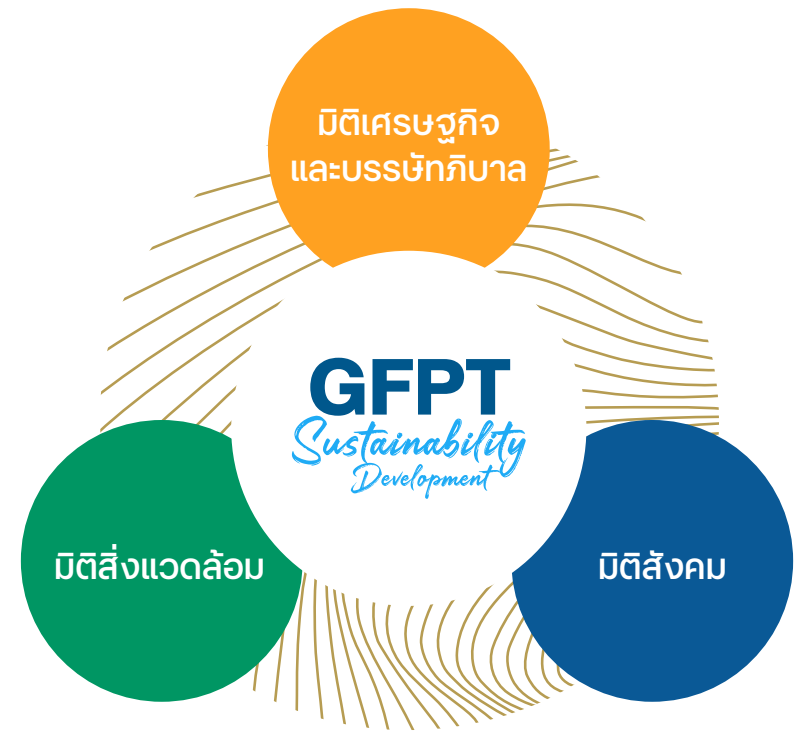 มิติเศรษฐกิจ
และบรรษัทภิบาล
GFPT
Sustainability
Development
มิติสิ่งแวดล้อม
มิติสังคม